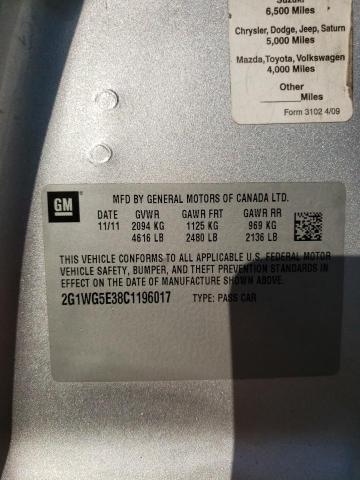 Suzuki
6,500 Miles
Chrysler, Dodge, Jeep, Saturn
5,000 Miles
Mazda, Toyota, Volkswagen
4,000 Miles
Other
Miles
Form 3102 4/09
GM
MFD BY GENERAL MOTORS OF CANADA LTD.
11/11 GVWR GAWR FRT GAWR RR
2094 KG 1125 KG 969 KG
4616 LB 2480 LB 2136 LB
THIS VEHICLE CONFORMS TO ALL APPLICABLE U.S. FEDERAL MOTOR
VEHICLE SAFETY, BUMPER, AND THEFT PREVENTION STANDARDS IN
EFFECT ON THE DATE OF MANUFACTURE SHOWN ABOVE.
2G1WG5E38C1196017 TYPE: PASS CAR